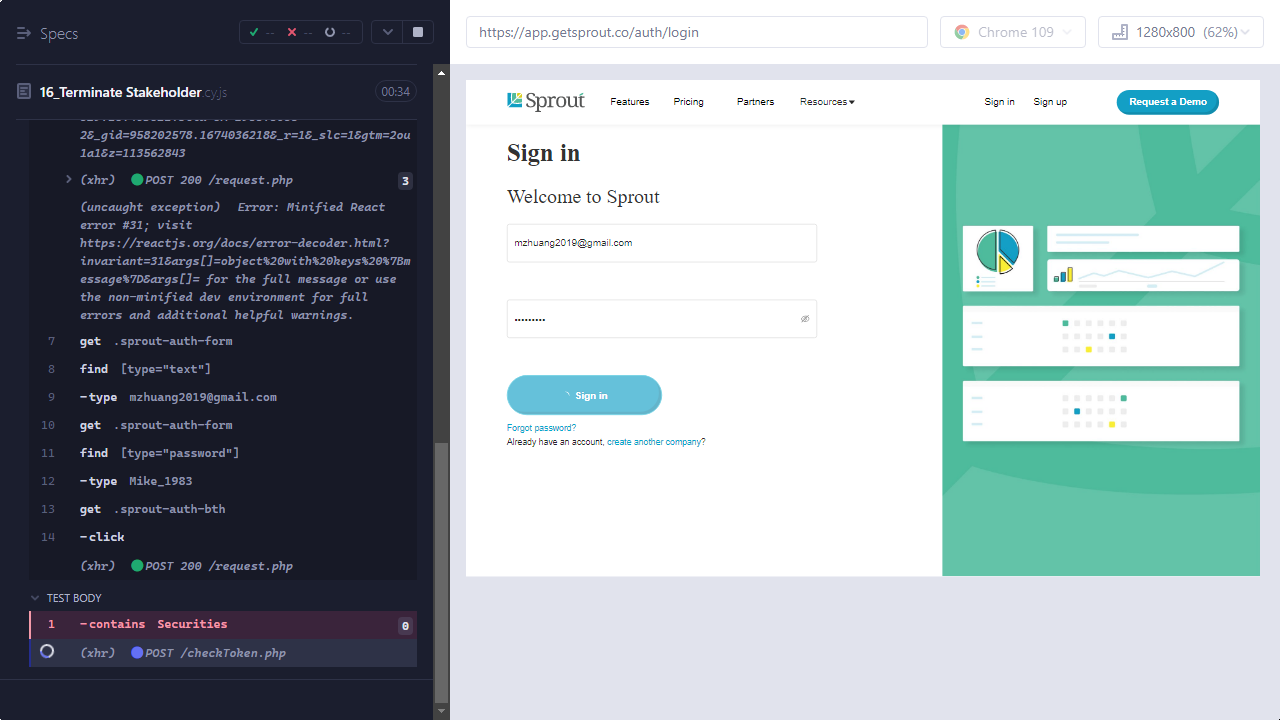 Specs
-- -- --
16_Terminate Stakeholder.cy.js
00:34
2&_gid=958202578.1674036218&_r=1&_slc=1&gtm=2ou
1a1&z=113562843
(xhr) POST 200 /request.php
3
(uncaught exception) Error: Minified React
error #31; visit
https://reactjs.org/docs/error-decoder.html?
invariant=31&args[]=object%20with%20keys%20%7Bm
essage%7D&args[]= for the full message or use
the non-minified dev environment for full
errors and additional helpful warnings.
7 get .sprout-auth-form
8 find [type="text"]
9 -type mzhuang2019@gmail.com
10 get .sprout-auth-form
11 find [type="password"]
12 -type Mike_1983
13 get .sprout-auth-bth
14 -click
(xhr) POST 200 /request.php
TEST BODY
1 -contains Securities 0
(xhr) POST /checkToken.php
https://app.getsprout.co/auth/login
Chrome 109
1280x800 (62%)
Sprout
Features
Pricing
Partners
Resources
Sign in
Sign up
Request a Demo
Sign in
Welcome to Sprout
mzhuang2019@gmail.com
•••••••••
Sign in
Forgot password?
Already have an account, create another company?